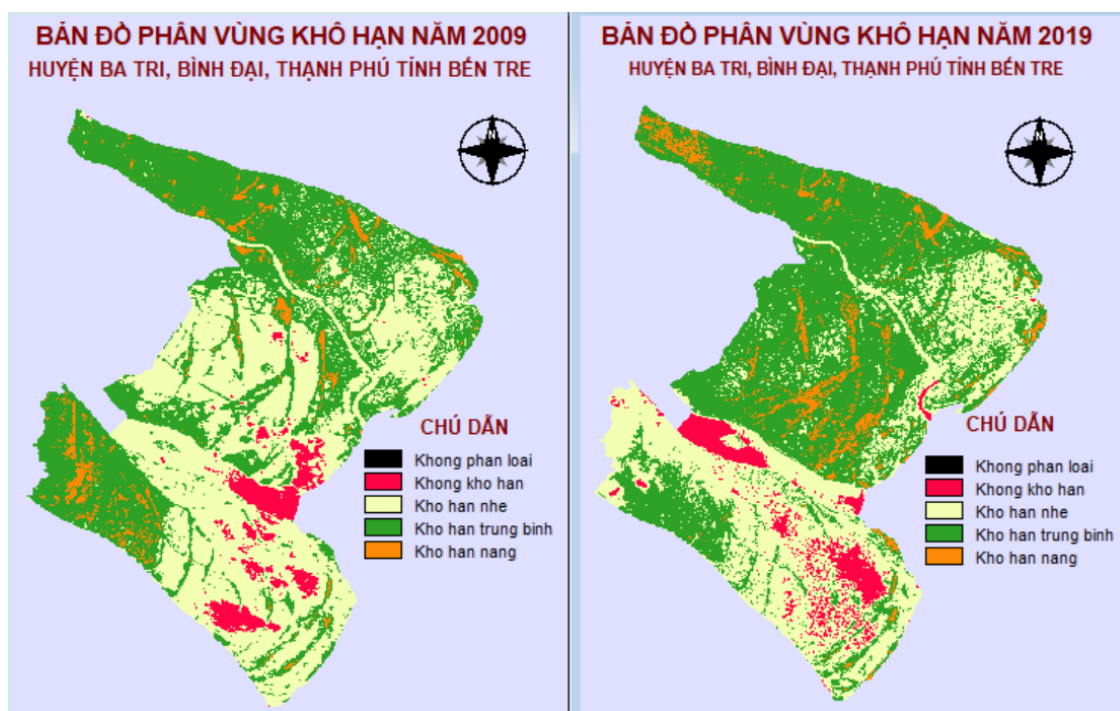 BẢN ĐỒ PHÂN VÙNG KHÔ HẠN NĂM 2009
HUYỆN BA TRI, BÌNH ĐẠI, THẠNH PHÚ TỈNH BẾN TRE
N
CHÚ DẪN
Khong phan loai
Khong kho han
Kho han nhe
Kho han trung binh
Kho han nang
BẢN ĐỒ PHÂN VÙNG KHÔ HẠN NĂM 2019
HUYỆN BA TRI, BÌNH ĐẠI, THẠNH PHÚ TỈNH BẾN TRE
N
CHÚ DẪN
Khong phan loai
Khong kho han
Kho han nhe
Kho han trung binh
Kho han nang